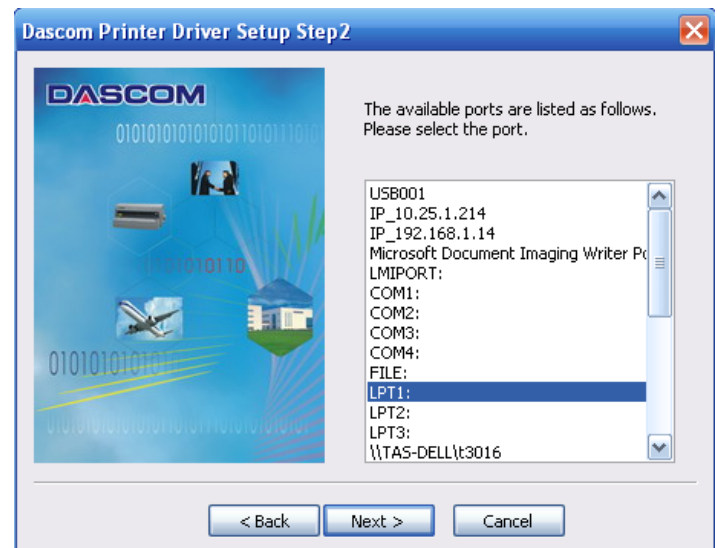 Dascom Printer Driver Setup Step2
DASCOM
0101010101010101101011101
The available ports are listed as follows.
Please select the port.
USB001
IP_10.25.1.214
IP_192.168.1.14
Microsoft Document Imaging Writer Po
LMIPORT:
COM1:
COM2:
COM3:
COM4:
FILE:
LPT1:
LPT2:
LPT3:
\\TAS-DELL\t3016
< Back
Next >
Cancel